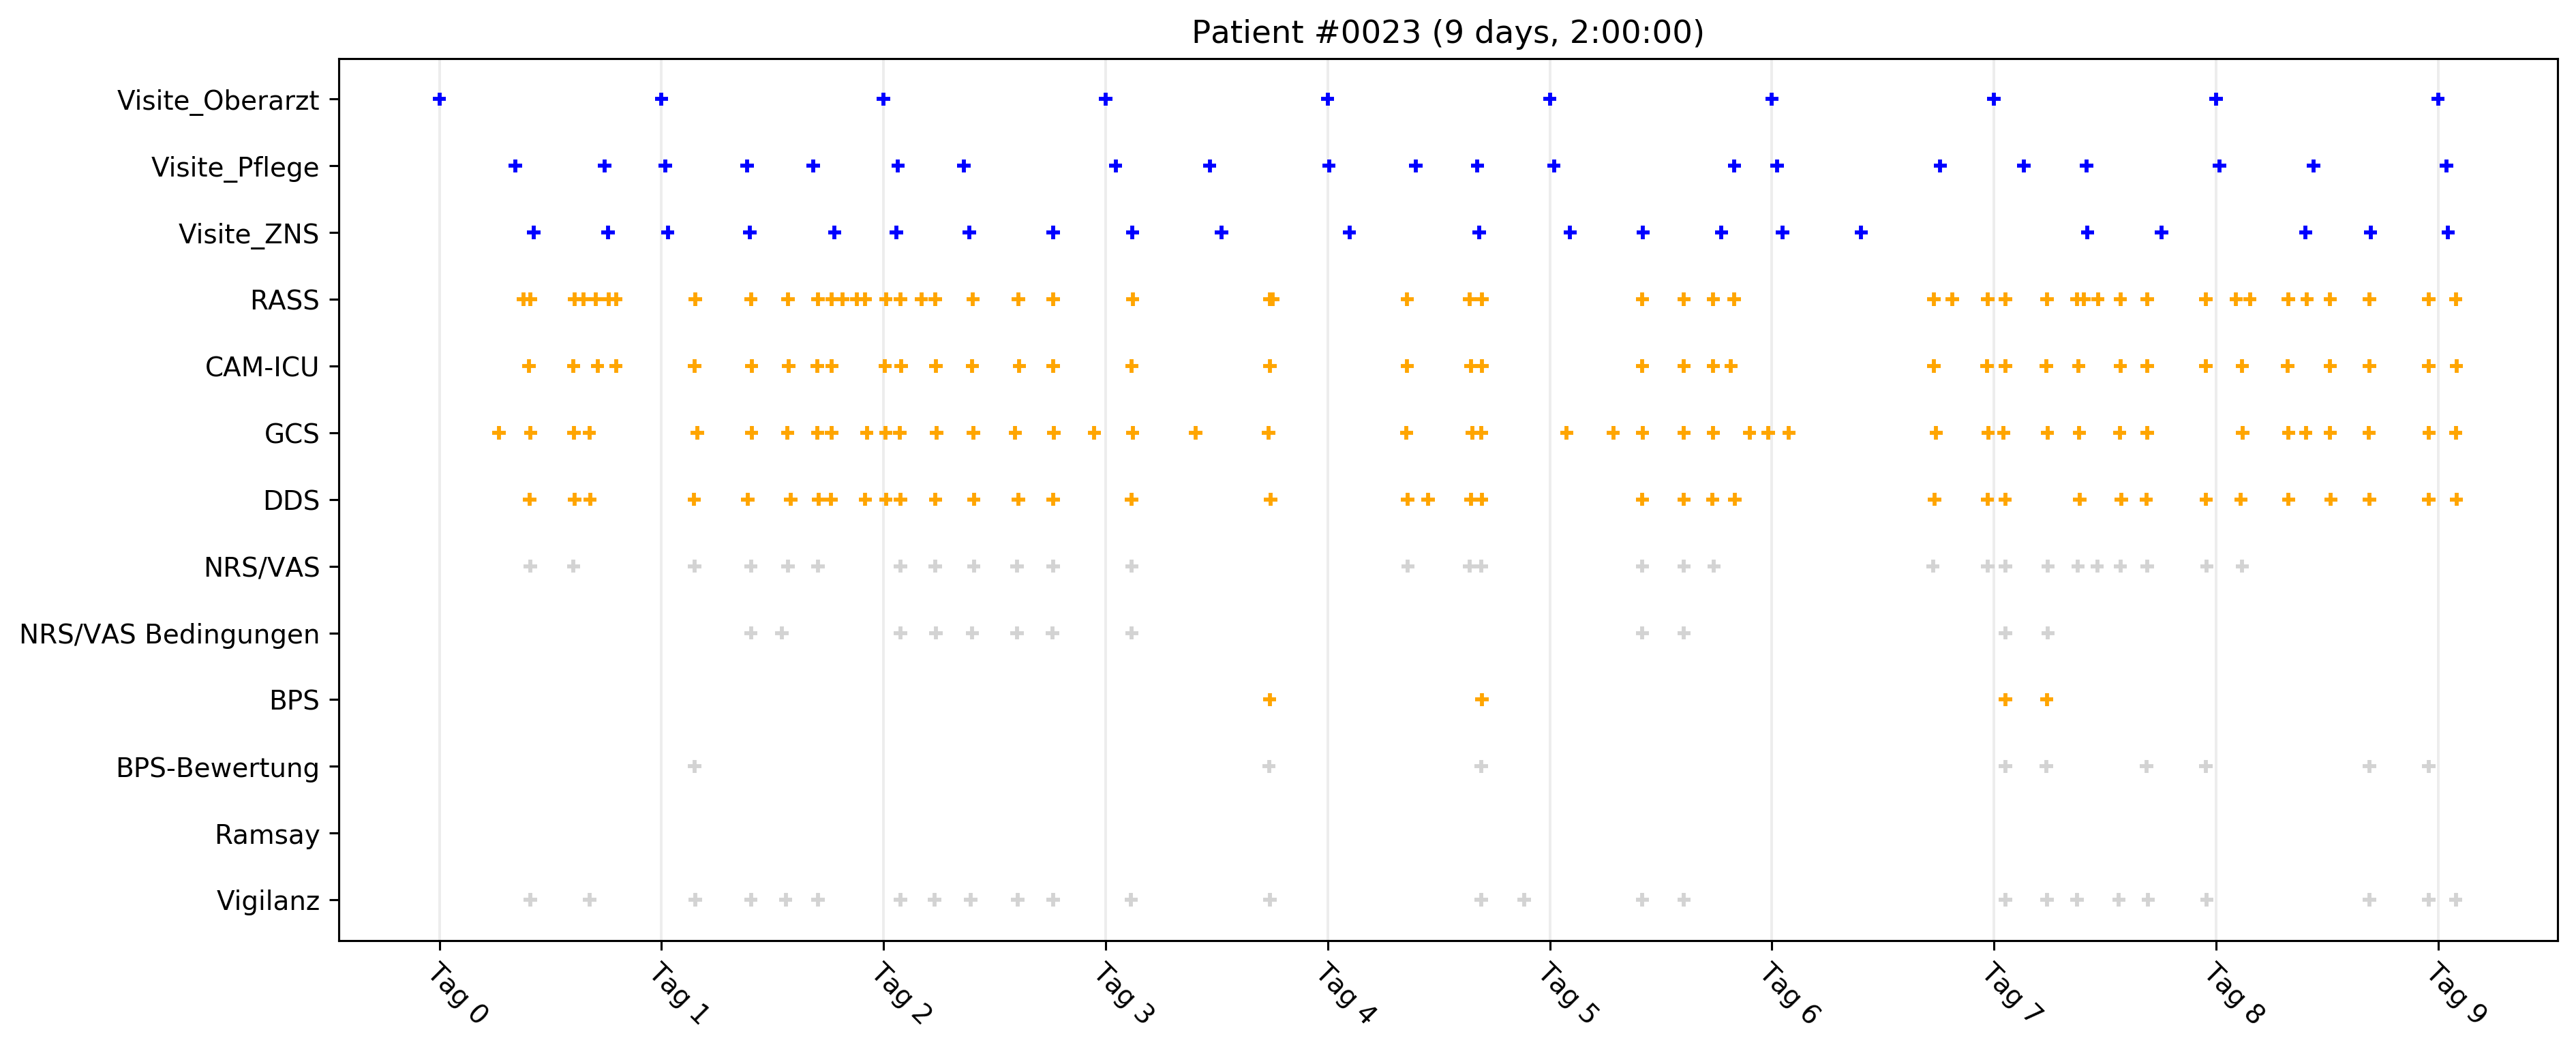 Patient #0023 (9 days, 2:00:00)
Visite_Oberarzt
Visite_Pflege
Visite_ZNS
RASS
CAM-ICU
GCS
DDS
NRS/VAS
NRS/VAS Bedingungen
BPS
BPS-Bewertung
Ramsay
Vigilanz
Tag 0
Tag 1
Tag 2
Tag 3
Tag 4
Tag 5
Tag 6
Tag 7
Tag 8
Tag 9